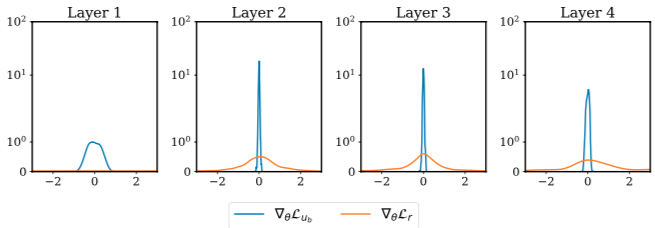 Layer 1 Layer 2 Layer 3 Layer 4
10² 10² 10² 10²
10¹ 10¹ 10¹ 10¹
10⁰ 10⁰ 10⁰ 10⁰
0 0 0 0
−2 0 2 −2 0 2 −2 0 2 −2 0 2
∇θℒu_b ∇θℒr